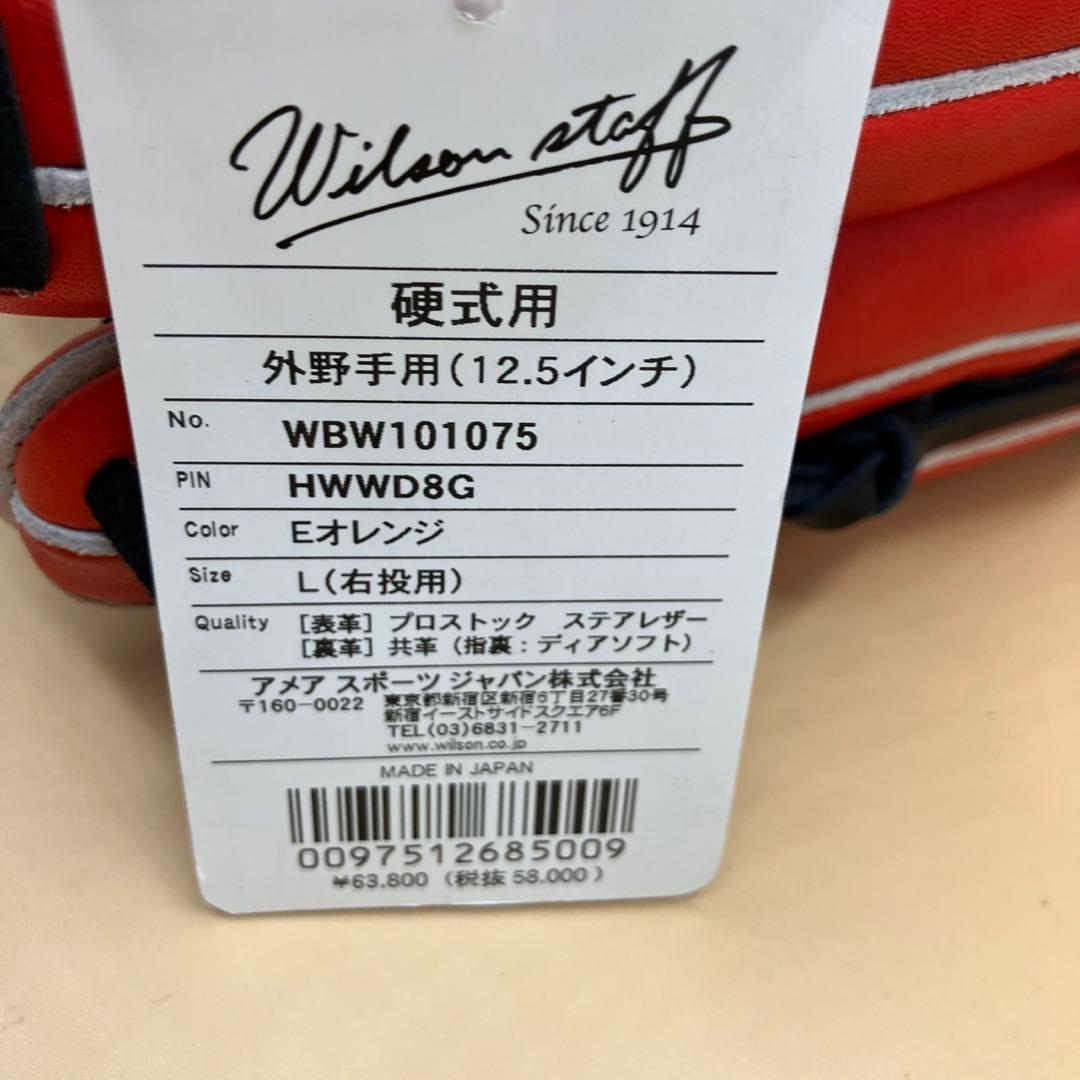 Wilson staff
Since 1914
硬式用
外野手用(12.5インチ)
No. WBW101075
PIN HWWD8G
Color Eオレンジ
Size L(右投用)
Quality [表革] プロストック ステアレザー
[裏革] 共革 (指裏:ディアソフト)
アメア スポーツ ジャパン株式会社
〒160-0022 東京都新宿区新宿6丁目27番30号
新宿イーストサイドスクエア6F
TEL(03)6831-2711
www.wilson.co.jp
MADE IN JAPAN
0097512685009
¥63.800 (税抜 58.000)